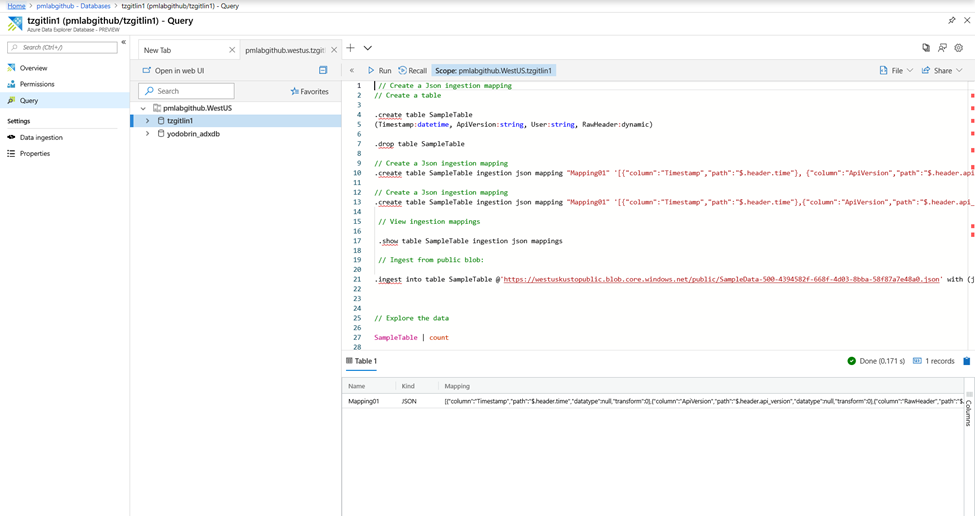 Home > pmlabgithub - Databases > tzgitlin1 (pmlabgithub/tzgitlin1) - Query
tzgitlin1 (pmlabgithub/tzgitlin1) - Query
Azure Data Explorer Database - PREVIEW
Search (Ctrl+/)
Overview
Permissions
Query
Settings
Data ingestion
Properties
New Tab
pmlabgithub.westus.tzgitl
Open in web UI
Search
Favorites
pmlabgithub.WestUS
tzgitlin1
yodobrin_adxdb
Run Recall Scope: pmlabgithub.WestUS.tzgitlin1 File Share
1 // Create a Json ingestion mapping
2 // Create a table
3
4 .create table SampleTable
5 (Timestamp:datetime, ApiVersion:string, User:string, RawHeader:dynamic)
6
7 .drop table SampleTable
8
9 // Create a Json ingestion mapping
10 .create table SampleTable ingestion json mapping "Mapping01" '[{"column":"Timestamp","path":"$.header.time"}, {"column":"ApiVersion","path":"$.header.api
11
12 // Create a Json ingestion mapping
13 .create table SampleTable ingestion json mapping "Mapping01" '[{"column":"Timestamp","path":"$.header.time"},{"column":"ApiVersion","path":"$.header.api_
14
15 // View ingestion mappings
16
17 .show table SampleTable ingestion json mappings
18
19 // Ingest from public blob:
20
21 .ingest into table SampleTable @'https://westuskustopublic.blob.core.windows.net/public/SampleData-500-4394582f-668f-4d03-8bba-58f87a7e48a0.json' with (j
22
23
24
25 // Explore the data
26
27 SampleTable | count
28
Table 1
Done (0.171 s) 1 records
Name Kind Mapping
Mapping01 JSON [{"column":"Timestamp","path":"$.header.time","datatype":null,"transform":0},{"column":"ApiVersion","path":"$.header.api_version","datatype":null,"transform":0},{"column":"RawHeader","path":"$.
Columns